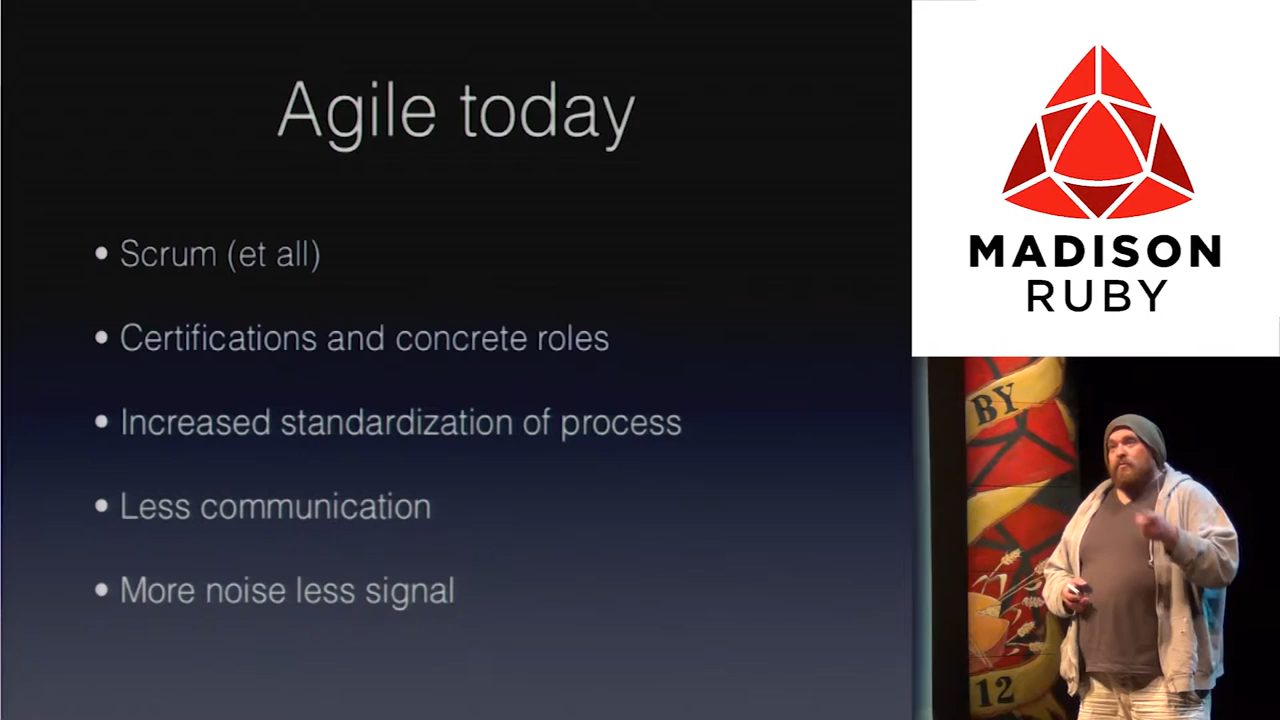 Agile today
• Scrum (et all)
• Certifications and concrete roles
• Increased standardization of process
• Less communication
• More noise less signal
MADISON
RUBY
BY
12